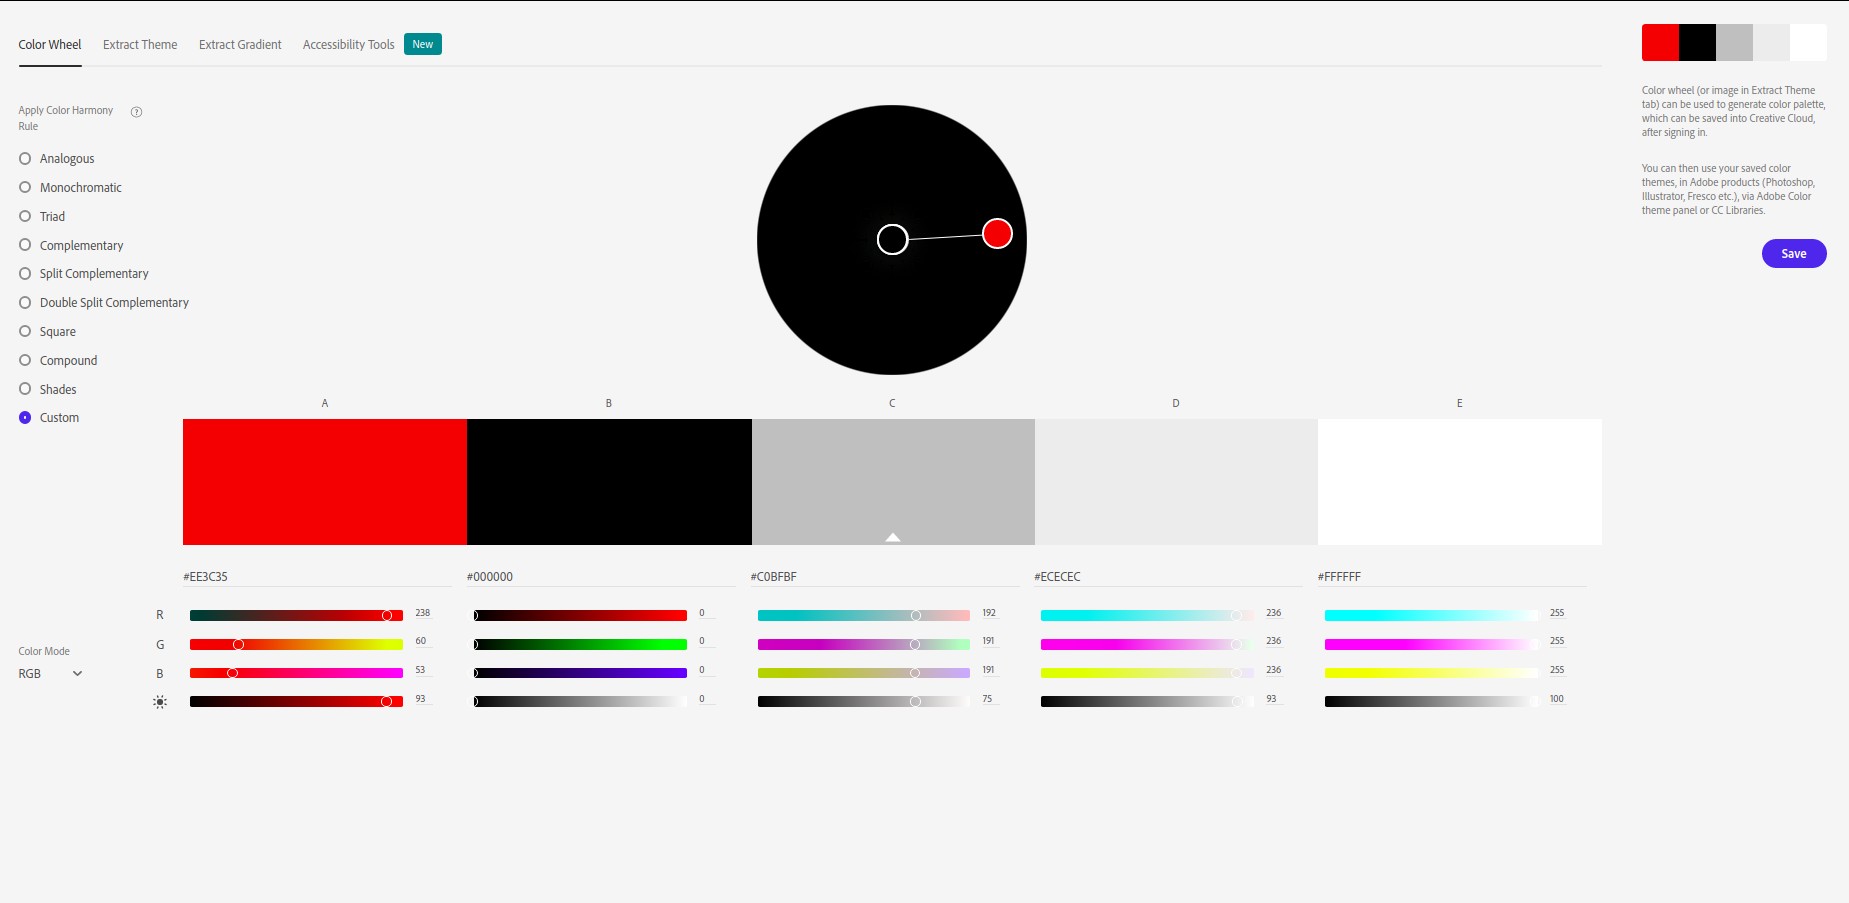 Color Wheel Extract Theme Extract Gradient Accessibility Tools New
Apply Color Harmony
Rule
Analogous
Monochromatic
Triad
Complementary
Split Complementary
Double Split Complementary
Square
Compound
Shades
Custom
A B C D E
#EE3C35 #000000 #C0BFBF #ECECEC #FFFFFF
R 238 0 192 236 255
G 60 0 191 236 255
Color Mode
RGB
B 53 0 191 236 255
93 0 75 93 100
Color wheel (or image in Extract Theme
tab) can be used to generate color palette,
which can be saved into Creative Cloud,
after signing in.
You can then use your saved color
themes, in Adobe products (Photoshop,
Illustrator, Fresco etc.), via Adobe Color
theme panel or CC Libraries.
Save